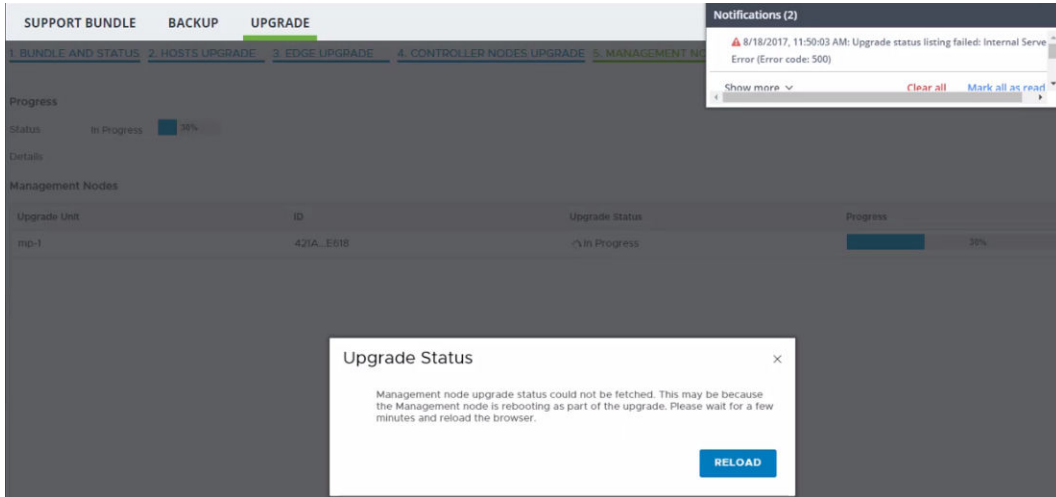 SUPPORT BUNDLE BACKUP UPGRADE
Notifications (2)
8/18/2017, 11:50:03 AM: Upgrade status listing failed: Internal Serve
Error (Error code: 500)
Show more Clear all Mark all as read
1. BUNDLE AND STATUS 2. HOSTS UPGRADE 3. EDGE UPGRADE 4. CONTROLLER NODES UPGRADE 5. MANAGEMENT NO
Progress
Status In Progress 30%
Details
Management Nodes
Upgrade Unit ID Upgrade Status Progress
mp-1 421A...E618 In Progress 30%
Upgrade Status
Management node upgrade status could not be fetched. This may be because
the Management node is rebooting as part of the upgrade. Please wait for a few
minutes and reload the browser.
RELOAD